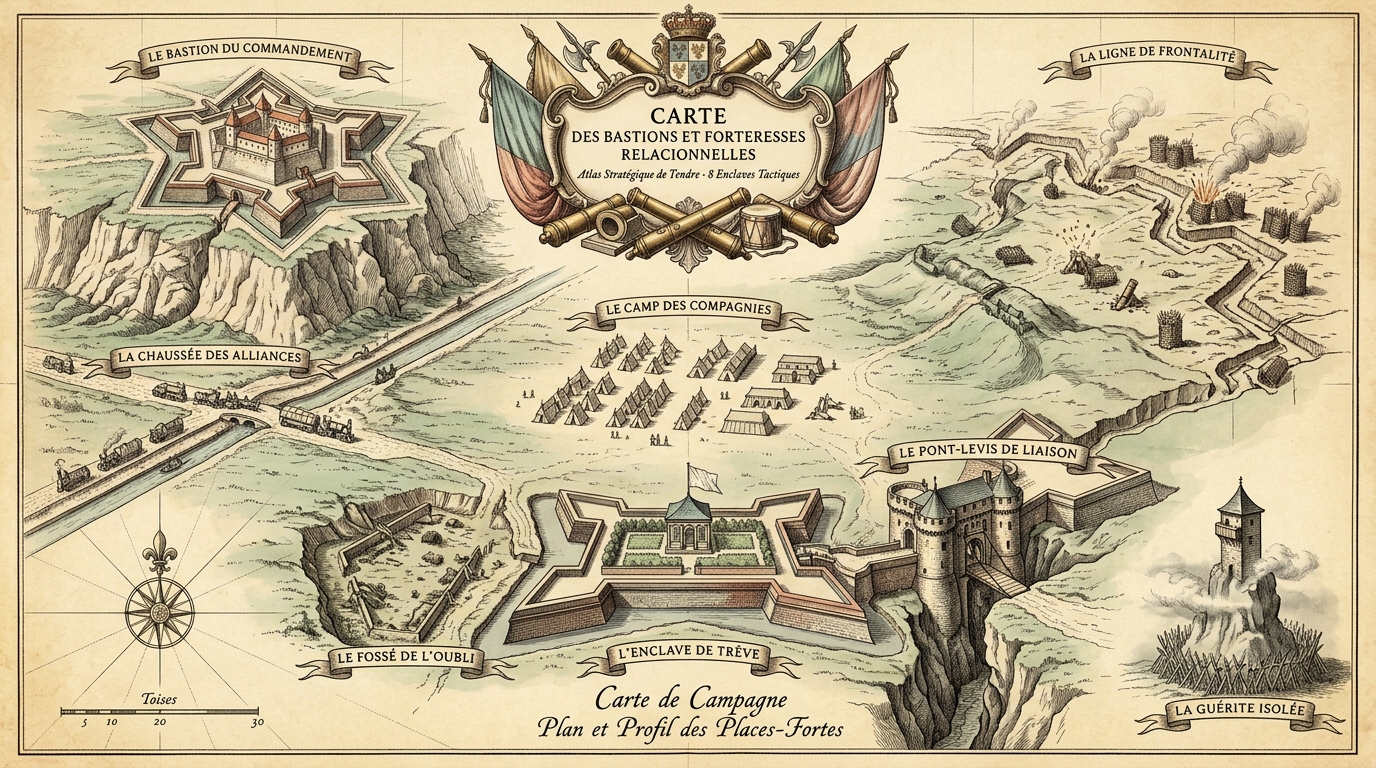 LE BASTION DU COMMANDEMENT
CARTE
DES BASTIONS ET FORTERESSES
RELACIONNELLES
Atlas Stratégique de Tendre - 8 Enclaves Tactiques
LA LIGNE DE FRONTALITÉ
LE CAMP DES COMPAGNIES
LA CHAUSSÉE DES ALLIANCES
LE PONT-LEVIS DE LIAISON
LE FOSSÉ DE L'OUBLI
L'ENCLAVE DE TRÊVE
LA GUÉRITE ISOLÉE
Toises
5 10 20 30
Carte de Campagne
Plan et Profil des Places-Fortes